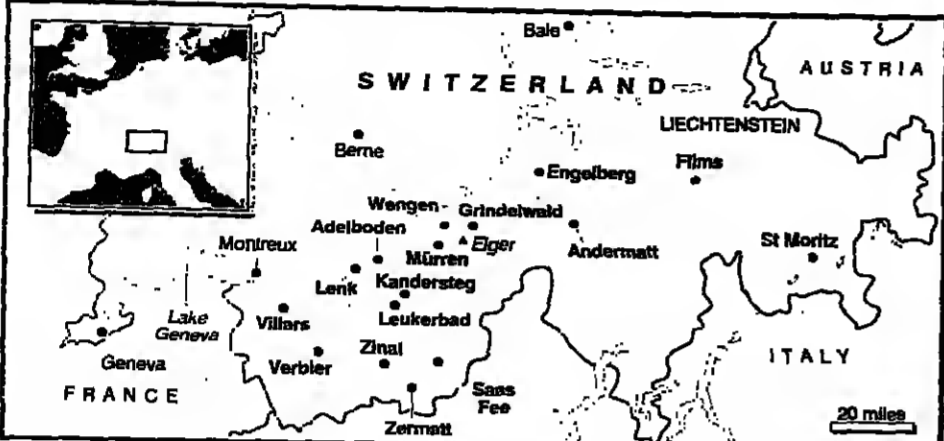 Bale
SWITZERLAND
AUSTRIA
LIECHTENSTEIN
Berne
Engelberg
Flims
Wengen
Grindelwald
Adelboden
Eiger
Andermatt
Montreux
Mürren
St Moritz
Lenk
Kandersteg
Lake
Geneva
Villars
Leukerbad
Geneva
Verbier
Zinal
ITALY
FRANCE
Saas
Fee
Zermatt
20 miles